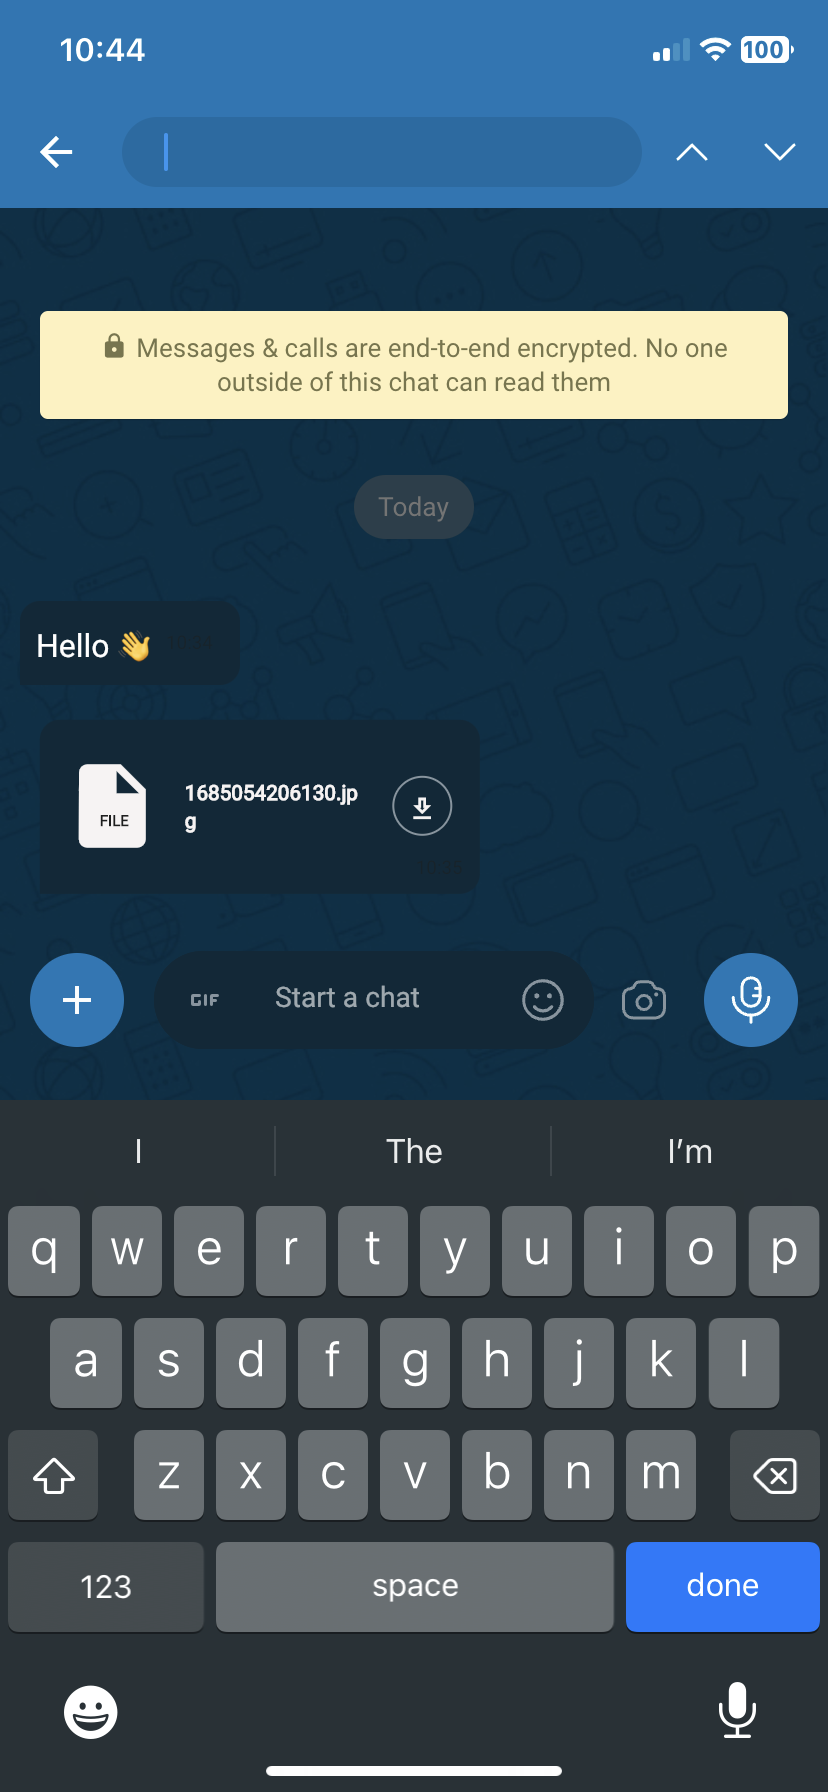 10:44
100
Messages & calls are end-to-end encrypted. No one
outside of this chat can read them
Today
Hello 👋
FILE
1685054206130.jp
g
GIF
Start a chat
I The I'm
q w e r t y u i o p
a s d f g h j k l
z x c v b n m
123 space done